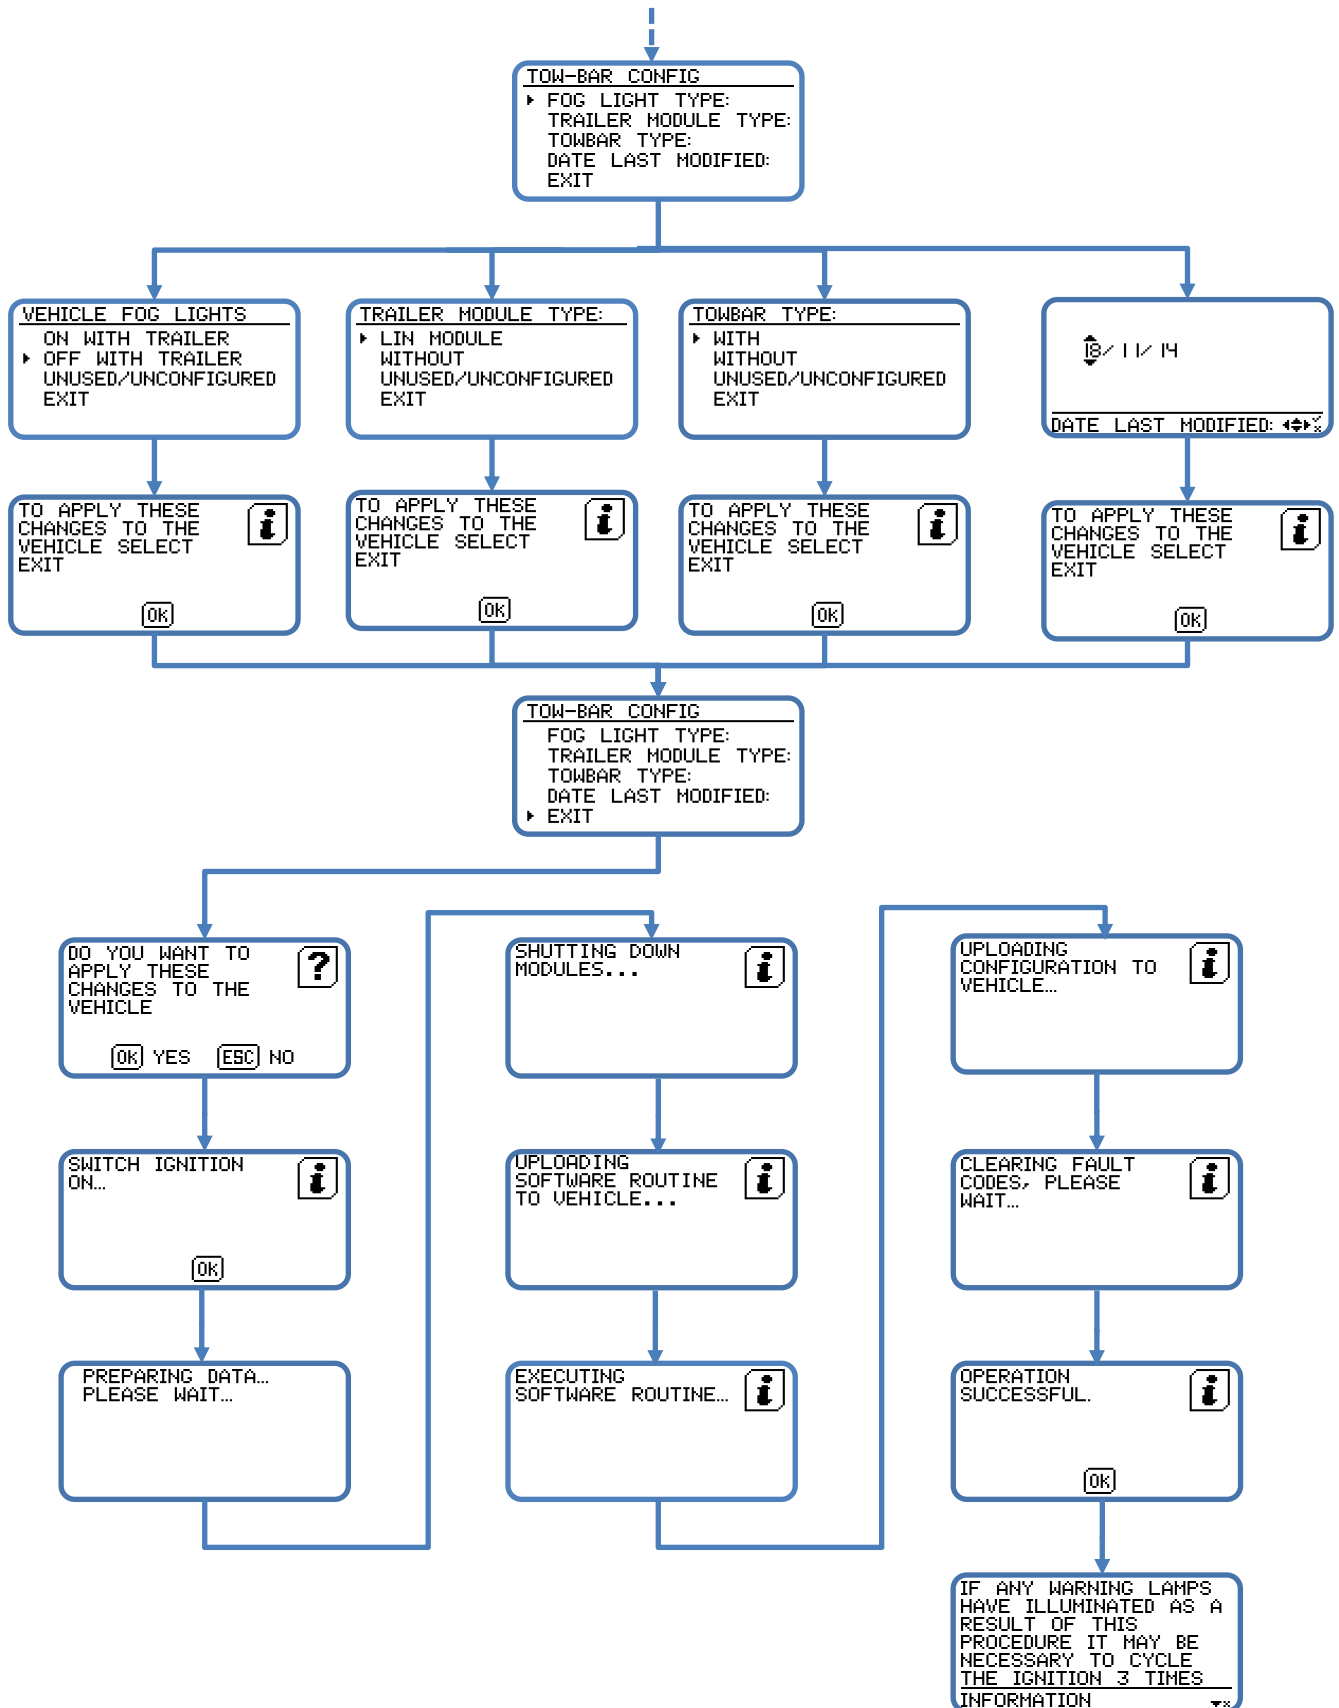 TOW-BAR CONFIG
FOG LIGHT TYPE:
TRAILER MODULE TYPE:
TOWBAR TYPE:
DATE LAST MODIFIED:
EXIT
VEHICLE FOG LIGHTS
ON WITH TRAILER
OFF WITH TRAILER
UNUSED/UNCONFIGURED
EXIT
TRAILER MODULE TYPE:
LIN MODULE
WITHOUT
UNUSED/UNCONFIGURED
EXIT
TOWBAR TYPE:
WITH
WITHOUT
UNUSED/UNCONFIGURED
EXIT
18/11/14
DATE LAST MODIFIED:
TO APPLY THESE
CHANGES TO THE
VEHICLE SELECT
EXIT
OK
TO APPLY THESE
CHANGES TO THE
VEHICLE SELECT
EXIT
OK
TO APPLY THESE
CHANGES TO THE
VEHICLE SELECT
EXIT
OK
TO APPLY THESE
CHANGES TO THE
VEHICLE SELECT
EXIT
OK
TOW-BAR CONFIG
FOG LIGHT TYPE:
TRAILER MODULE TYPE:
TOWBAR TYPE:
DATE LAST MODIFIED:
EXIT
DO YOU WANT TO
APPLY THESE
CHANGES TO THE
VEHICLE
?
OK YES ESC NO
SWITCH IGNITION
ON...
i
OK
PREPARING DATA...
PLEASE WAIT...
SHUTTING DOWN
MODULES...
i
UPLOADING
SOFTWARE ROUTINE
TO VEHICLE...
i
EXECUTING
SOFTWARE ROUTINE...
i
UPLOADING
CONFIGURATION TO
VEHICLE...
i
CLEARING FAULT
CODES, PLEASE
WAIT...
i
OPERATION
SUCCESSFUL.
i
OK
IF ANY WARNING LAMPS
HAVE ILLUMINATED AS A
RESULT OF THIS
PROCEDURE IT MAY BE
NECESSARY TO CYCLE
THE IGNITION 3 TIMES
INFORMATION